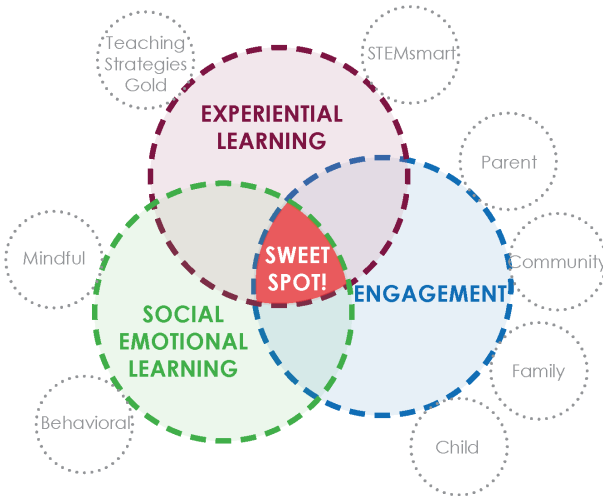 Teaching
Strategies
Gold
STEMsmart
EXPERIENTIAL
LEARNING
Parent
Mindful
SWEET
SPOT!
Community
ENGAGEMENT
SOCIAL
EMOTIONAL
LEARNING
Family
Behavioral
Child